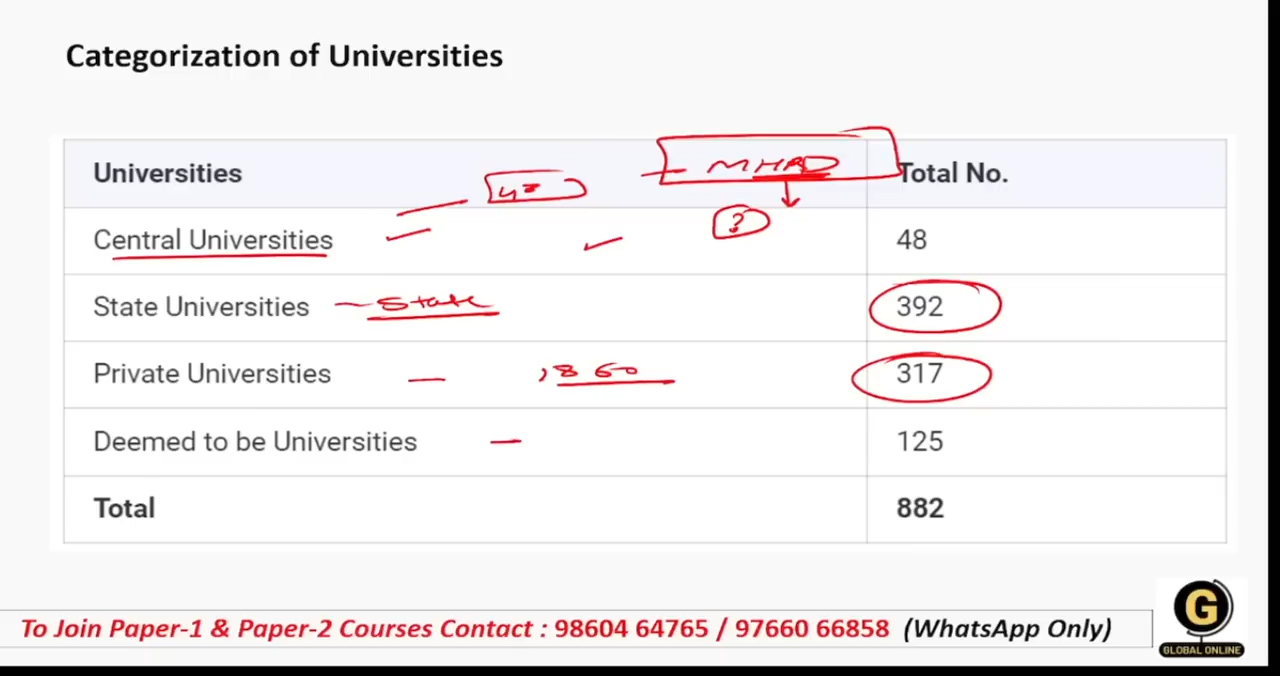 Categorization of Universities
Universities — MHRD Total No.
?
Central Universities 48
State Universities — State 392
Private Universities — 1860 317
Deemed to be Universities — 125
Total 882
To Join Paper-1 & Paper-2 Courses Contact : 98604 64765 / 97660 66858 (WhatsApp Only)
G
GLOBAL ONLINE